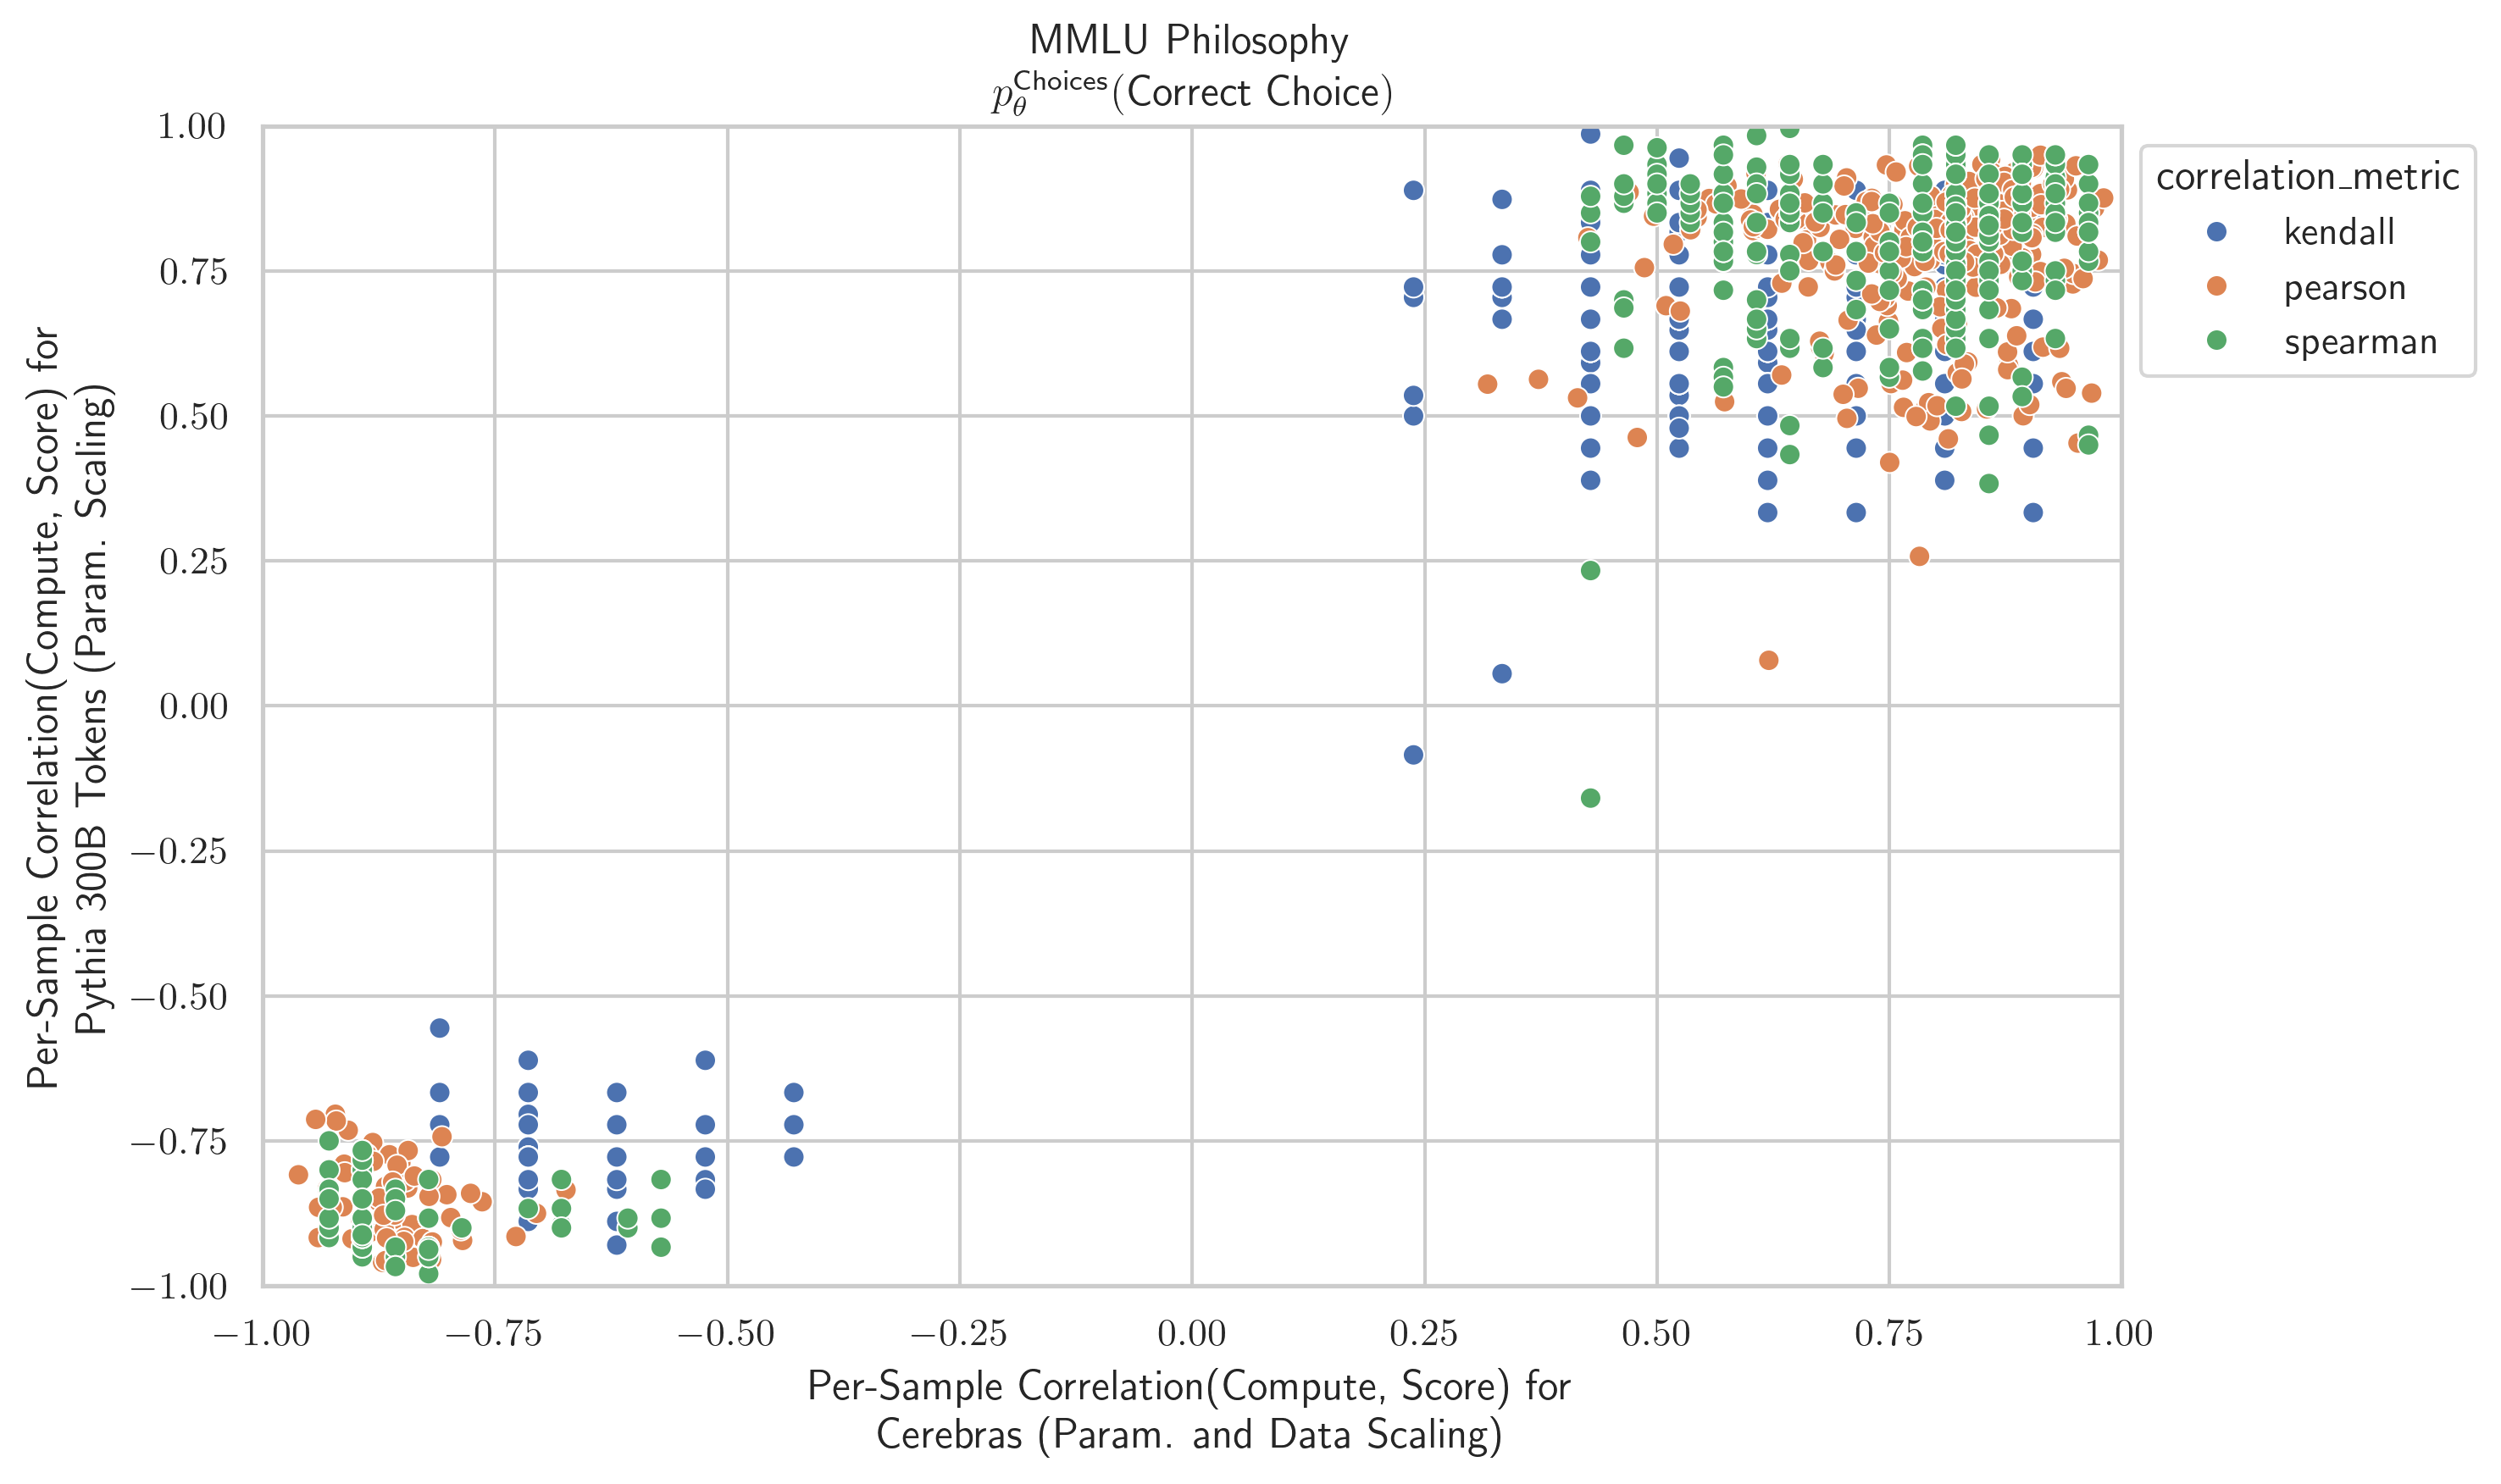 MMLU Philosophy
p_θ^Choices(Correct Choice)
1.00
0.75
0.50
0.25
0.00
−0.25
−0.50
−0.75
−1.00
Per-Sample Correlation(Compute, Score) for
Pythia 300B Tokens (Param. Scaling)
−1.00 −0.75 −0.50 −0.25 0.00 0.25 0.50 0.75 1.00
Per-Sample Correlation(Compute, Score) for
Cerebras (Param. and Data Scaling)
correlation_metric
kendall
pearson
spearman